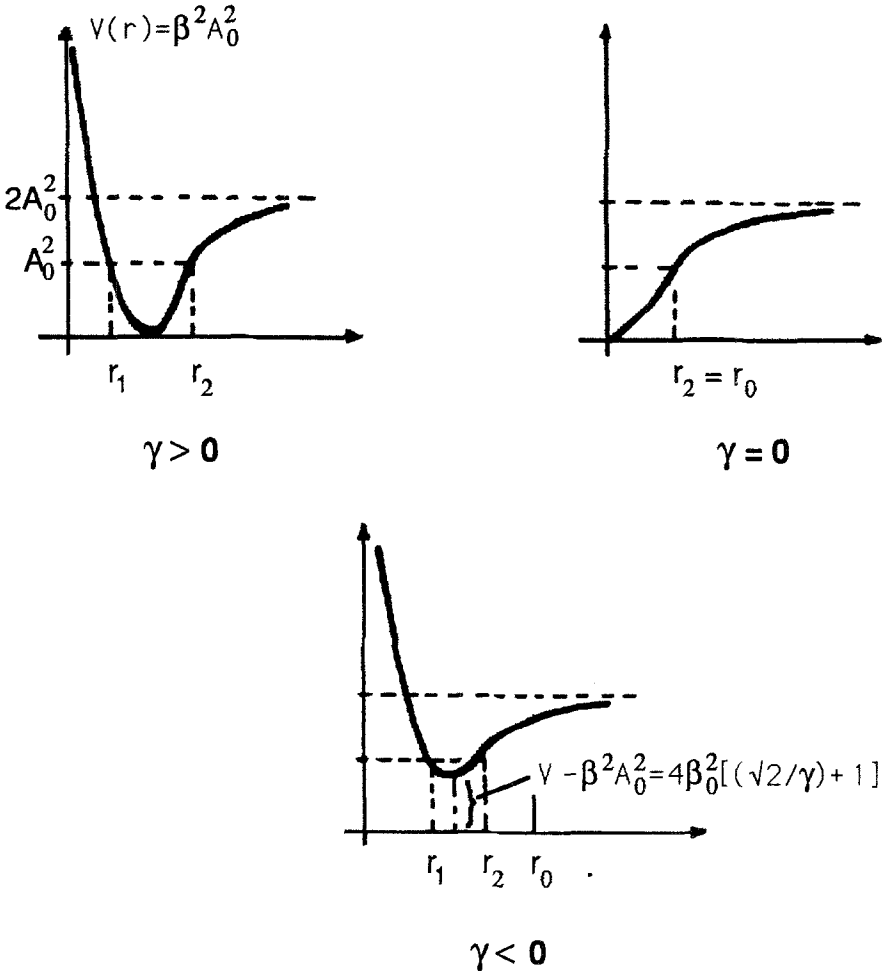 V(r)=β²A₀²
2A₀²
A₀²
r₁ r₂
γ > 0
r₂ = r₀
γ = 0
V -β²A₀²=4β₀²[(√2/γ)+1]
r₁ r₂ r₀ .
γ < 0